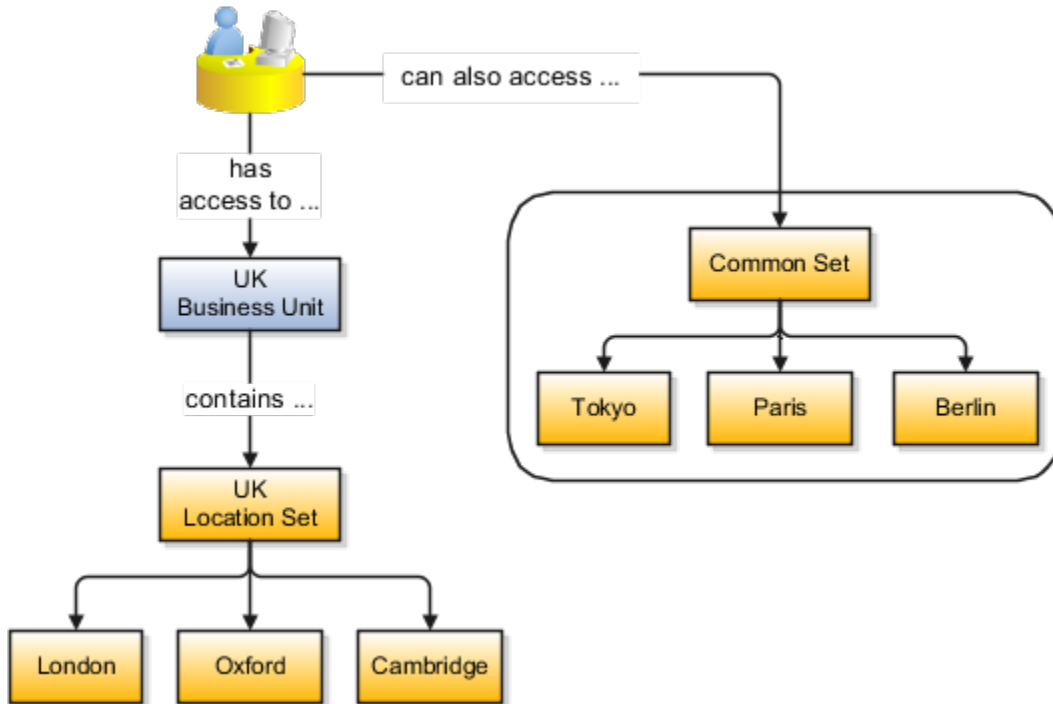 can also access ...
has
access to ...
UK
Business Unit
Common Set
Tokyo
Paris
Berlin
contains ...
UK
Location Set
London
Oxford
Cambridge